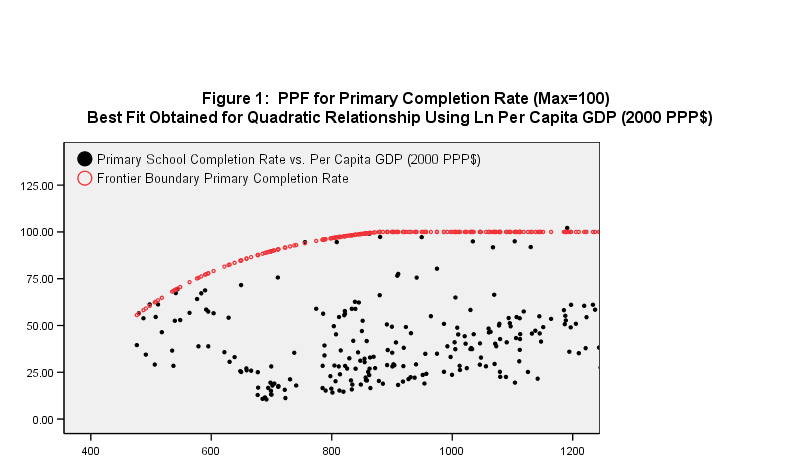 Figure 1:  PPF for Primary Completion Rate (Max=100)
Best Fit Obtained for Quadratic Relationship Using Ln Per Capita GDP (2000 PPP$)
Primary School Completion Rate vs. Per Capita GDP (2000 PPP$)
Frontier Boundary Primary Completion Rate
125.00
100.00
75.00
50.00
25.00
0.00
400 600 800 1000 1200